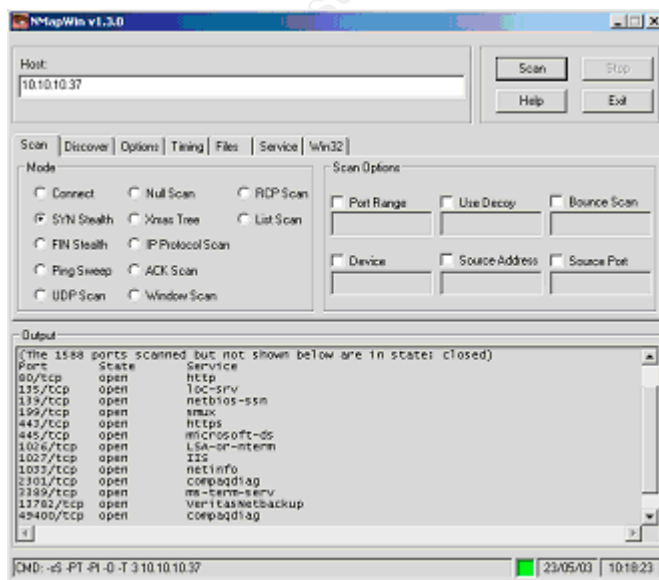 NMapWin v1.3.0
Host:
10.10.10.37
Scan Stop
Help Exit
Scan Discover Options Timing Files Service Win32
Mode Scan Options
Connect Null Scan RCP Scan Port Range Use Decoy Bounce Scan
SYN Stealth Xmas Tree List Scan
FIN Stealth IP Protocol Scan Device Source Address Source Port
Ping Sweep ACK Scan
UDP Scan Window Scan
Output
(The 1588 ports scanned but not shown below are in state: closed)
Port State Service
80/tcp open http
135/tcp open loc-srv
139/tcp open netbios-ssn
199/tcp open smux
443/tcp open https
445/tcp open microsoft-ds
1026/tcp open LSA-or-nterm
1027/tcp open IIS
1033/tcp open netinfo
2301/tcp open compaqdiag
3389/tcp open ms-term-serv
13782/tcp open VeritasNetbackup
49400/tcp open compaqdiag
CMD: -sS -PT -PI -O -T 3 10.10.10.37 23/05/03 10:18:23